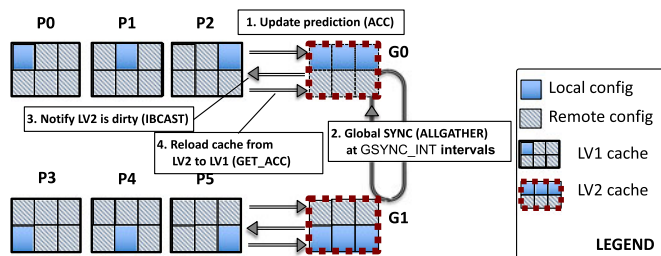 1. Update prediction (ACC)
P0
P1
P2
G0
3. Notify LV2 is dirty (IBCAST)
4. Reload cache from
LV2 to LV1 (GET_ACC)
2. Global SYNC (ALLGATHER)
at GSYNC_INT intervals
P3
P4
P5
G1
Local config
Remote config
LV1 cache
LV2 cache
LEGEND